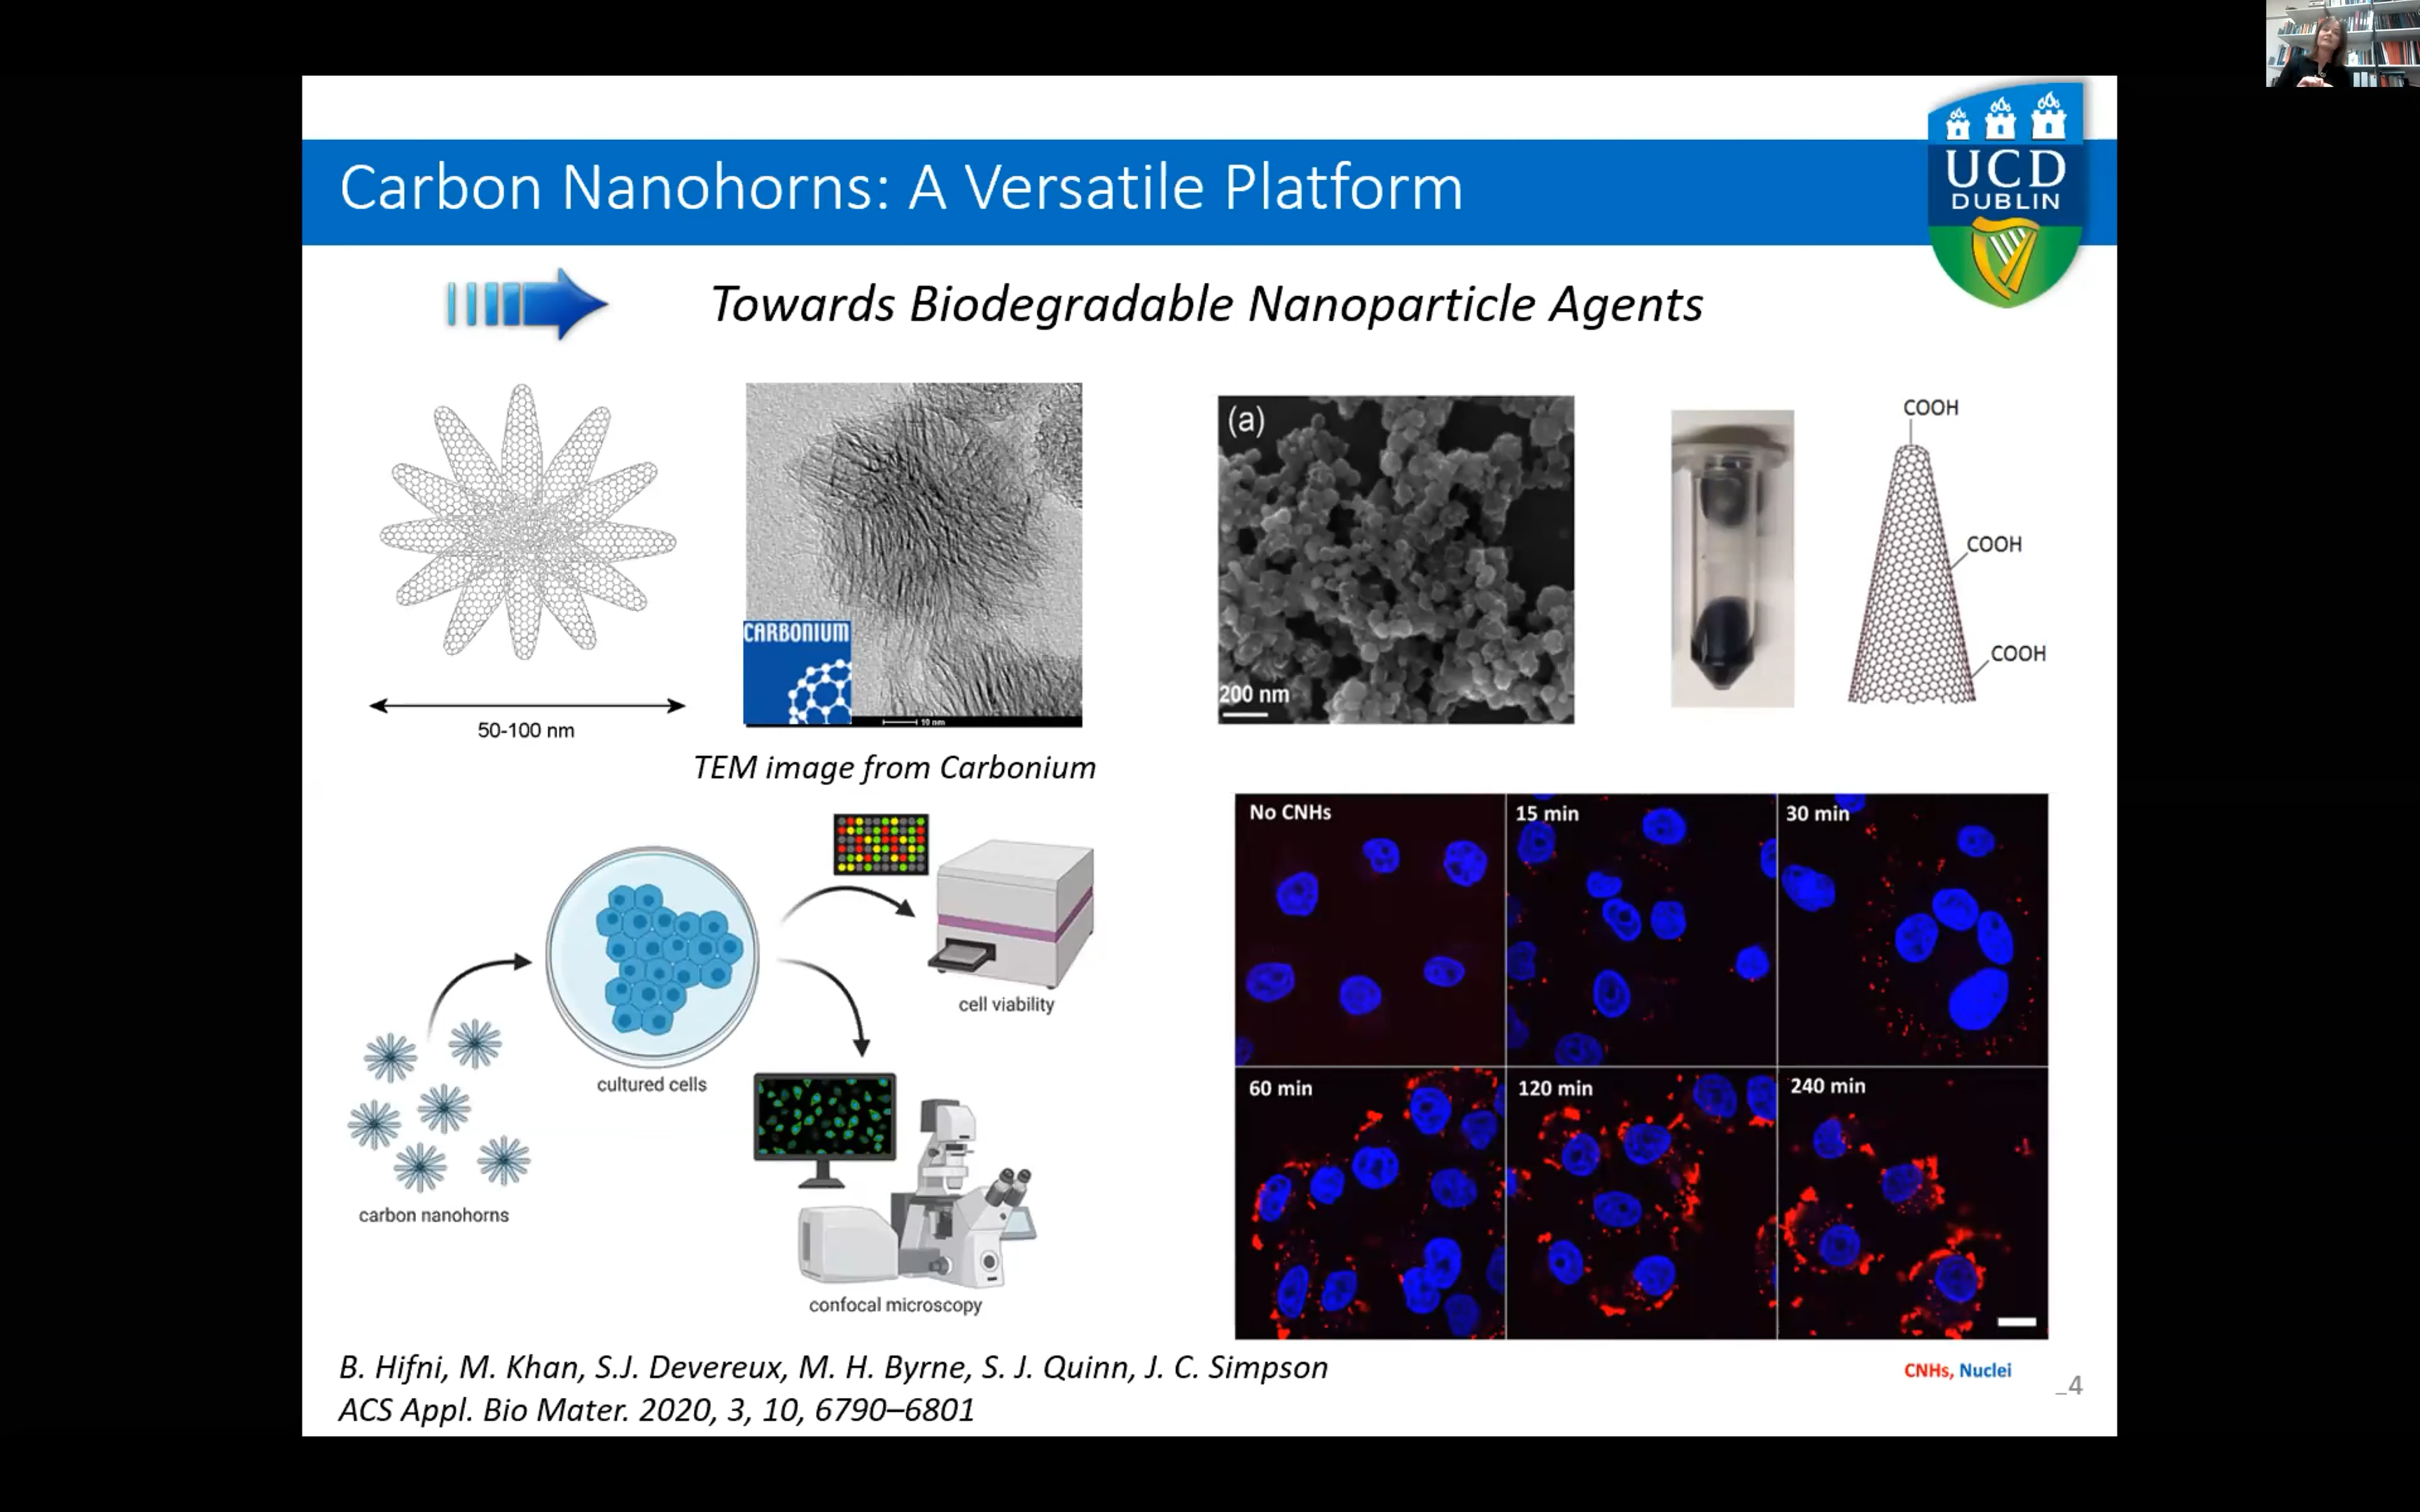 UCD
DUBLIN
Carbon Nanohorns: A Versatile Platform
Towards Biodegradable Nanoparticle Agents
50-100 nm
CARBONIUM
10 nm
TEM image from Carbonium
(a)
200 nm
COOH
COOH
COOH
carbon nanohorns
cultured cells
cell viability
confocal microscopy
No CNHs
15 min
30 min
60 min
120 min
240 min
CNHs, Nuclei
B. Hifni, M. Khan, S.J. Devereux, M. H. Byrne, S. J. Quinn, J. C. Simpson
ACS Appl. Bio Mater. 2020, 3, 10, 6790–6801
_4